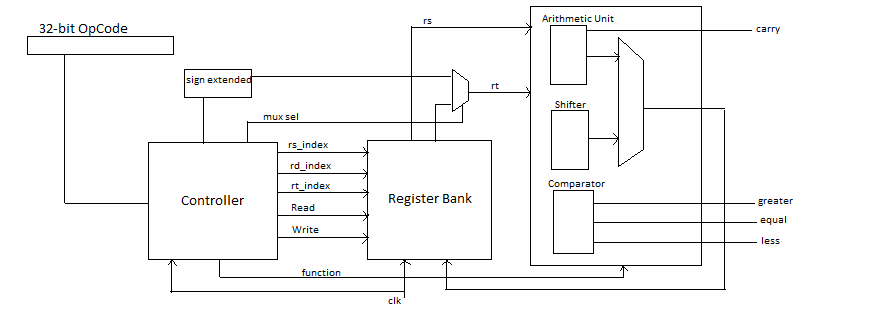 32-bit OpCode
rs
Arithmetic Unit
carry
sign extended
rt
Shifter
mux sel
rs_index
rd_index
rt_index
Read
Write
Controller
Register Bank
Comparator
greater
equal
less
function
clk